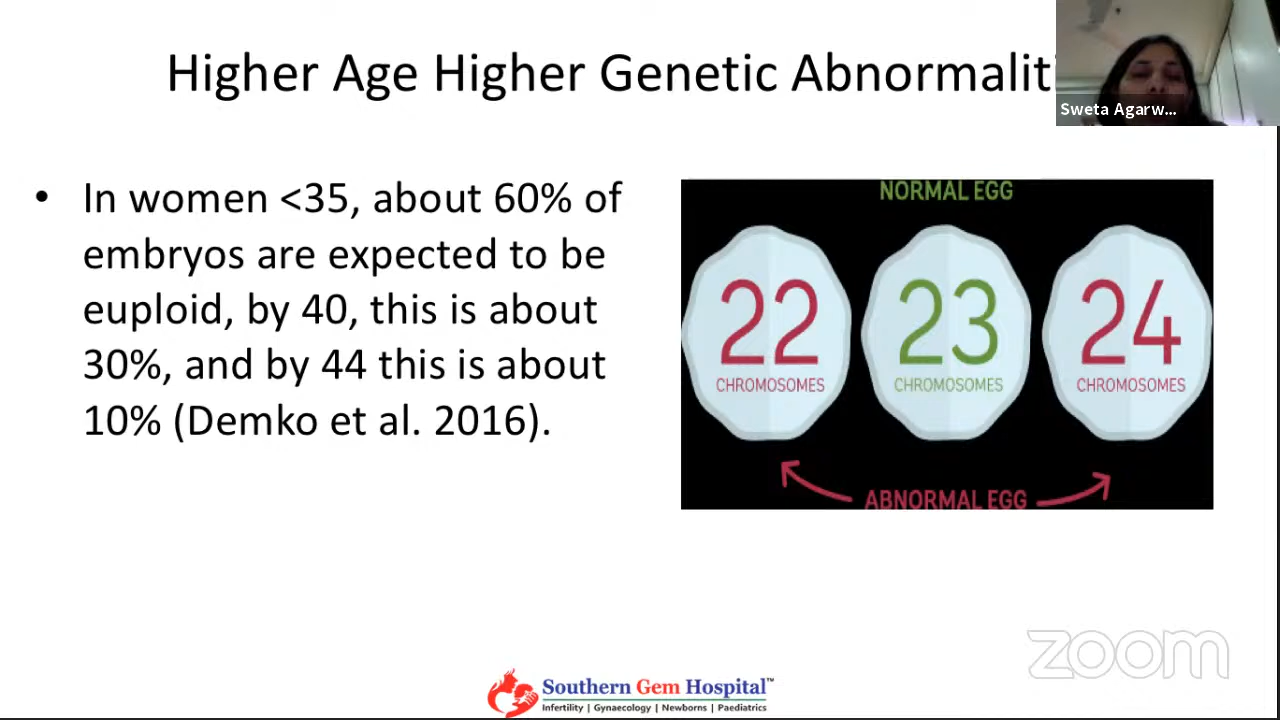 Higher Age Higher Genetic Abnormaliti
Sweta Agarw...
• In women <35, about 60% of
embryos are expected to be
euploid, by 40, this is about
30%, and by 44 this is about
10% (Demko et al. 2016).
NORMAL EGG
22 23 24
CHROMOSOMES CHROMOSOMES CHROMOSOMES
ABNORMAL EGG
zoom
Southern Gem Hospital™
Infertility | Gynaecology | Newborns | Paediatrics